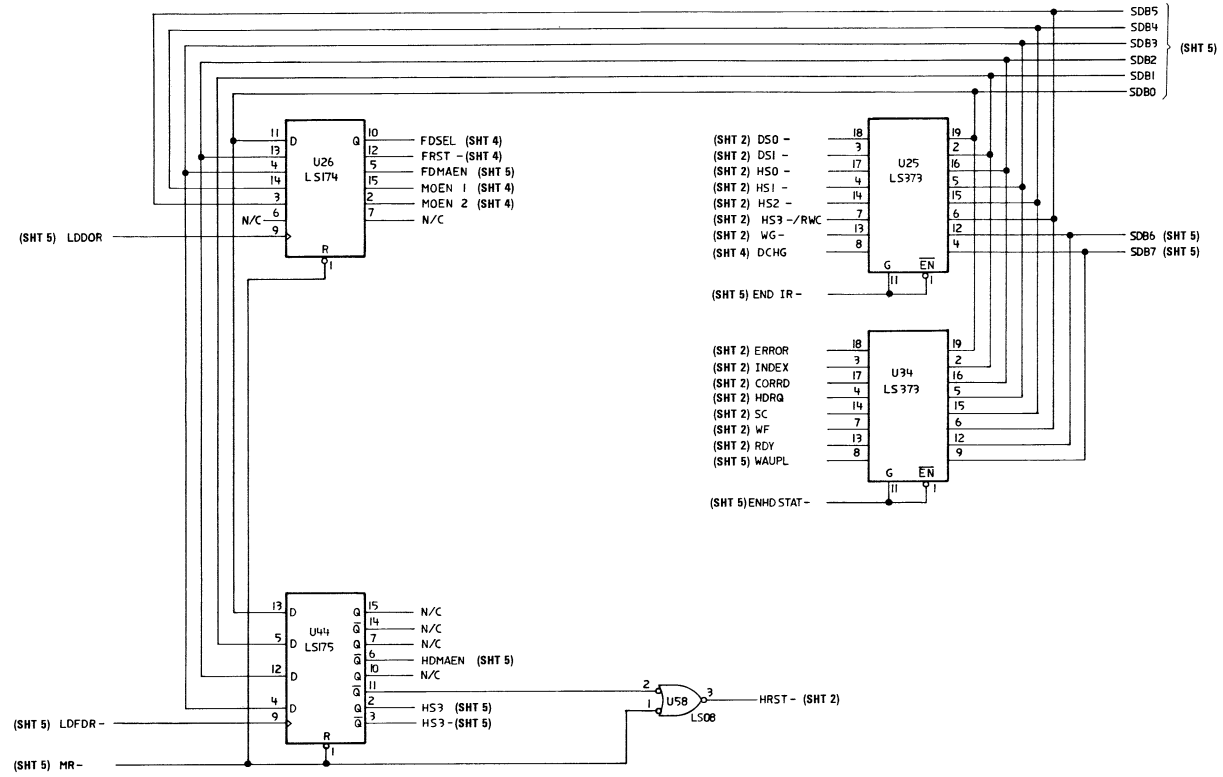 SDB5
SDB4
SDB3
(SHT 5)
SDB2
SDB1
SDB0
11 D Q 10 FDSEL (SHT 4)
13 U26 12 FRST - (SHT 4)
4 LS174 5 FDMAEN (SHT 5)
14 15 MOEN 1 (SHT 4)
3 2 MOEN 2 (SHT 4)
N/C 6 7 N/C
(SHT 5) LDDOR 9
R
1
(SHT 2) DS0 - 18 19
(SHT 2) DS1 - 3 U25 2
(SHT 2) HS0 - 17 LS373 16
(SHT 2) HS1 - 4 5
(SHT 2) HS2 - 14 15
(SHT 2) HS3 -/RWC 7 6
(SHT 2) WG - 13 12 SDB6 (SHT 5)
(SHT 4) DCHG 8 4 SDB7 (SHT 5)
G EN
11 1
(SHT 5) END IR -
(SHT 2) ERROR 18 19
(SHT 2) INDEX 3 2
(SHT 2) CORRD 17 U34 16
(SHT 2) HDRQ 4 LS373 5
(SHT 2) SC 14 15
(SHT 2) WF 7 6
(SHT 2) RDY 13 12
(SHT 5) WAUPL 8 9
G EN
11 1
(SHT 5) ENHD STAT -
13 D Q 15 N/C
U44 Q 14 N/C
5 D LS175 Q 7 N/C
Q 6 HDMAEN (SHT 5)
12 D Q 10 N/C
Q 11
4 D Q 2 HS3 (SHT 5)
(SHT 5) LDFDR - 9 Q 3 HS3 - (SHT 5)
R
1
2 U58 3 HRST - (SHT 2)
1 LS08
(SHT 5) MR -